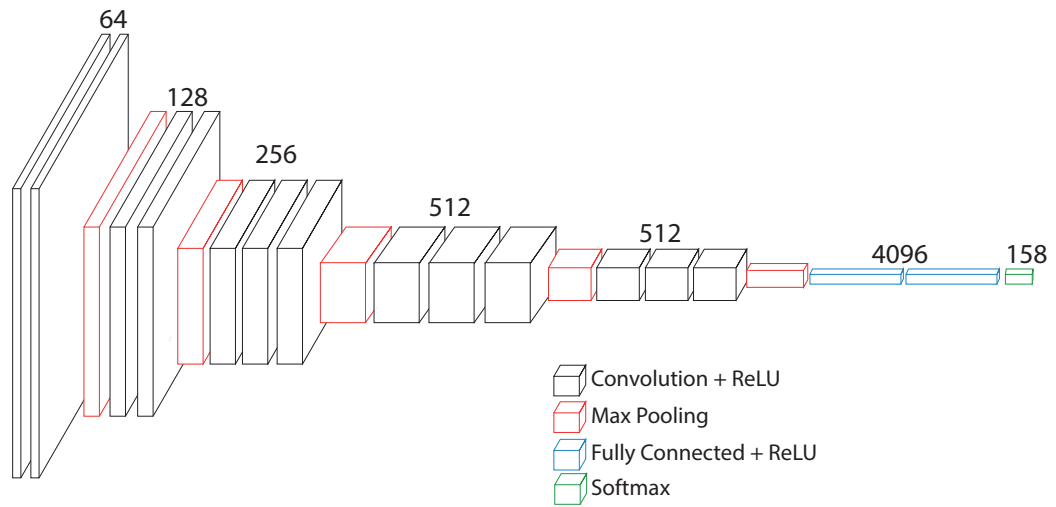 64
128
256
512
512
4096
158
Convolution + ReLU
Max Pooling
Fully Connected + ReLU
Softmax